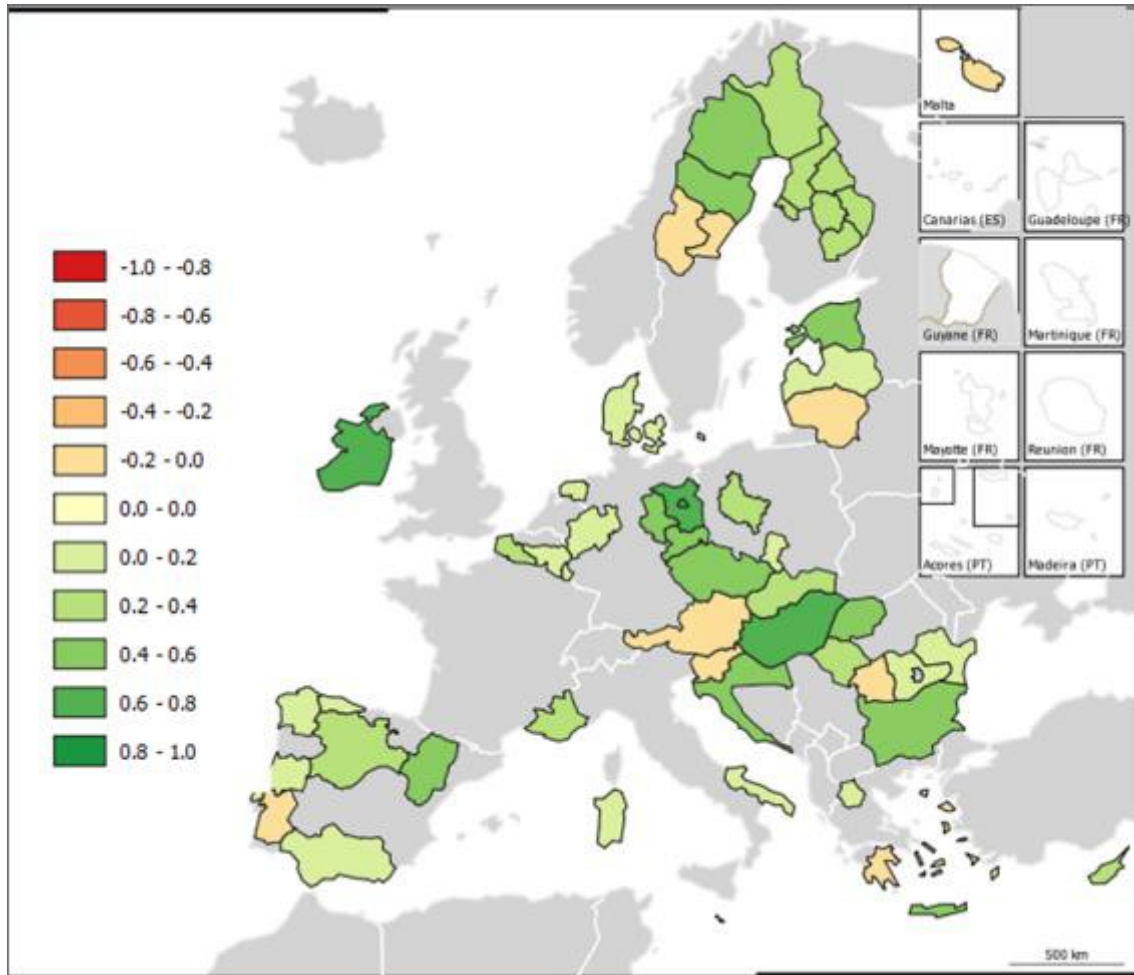 -1.0 - -0.8
-0.8 - -0.6
-0.6 - -0.4
-0.4 - -0.2
-0.2 - 0.0
0.0 - 0.0
0.0 - 0.2
0.2 - 0.4
0.4 - 0.6
0.6 - 0.8
0.8 - 1.0
Malta
Canarias (ES)
Guadeloupe (FR)
Guyane (FR)
Martinique (FR)
Mayotte (FR)
Reunion (FR)
Acores (PT)
Madeira (PT)
500 km